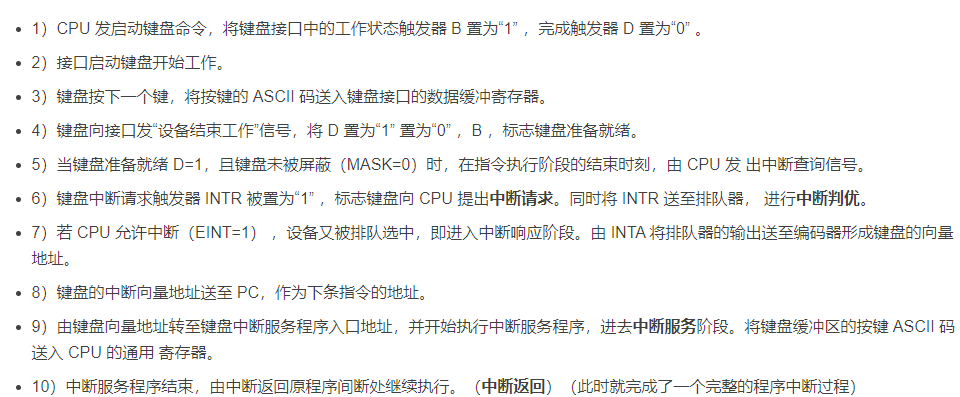 • 1）CPU 发启动键盘命令，将键盘接口中的工作状态触发器 B 置为“1” ，完成触发器 D 置为“0” 。
• 2）接口启动键盘开始工作。
• 3）键盘按下一个键，将按键的 ASCII 码送入键盘接口的数据缓冲寄存器。
• 4）键盘向接口发“设备结束工作”信号，将 D 置为“1” 置为“0” ，B ，标志键盘准备就绪。
• 5）当键盘准备就绪 D=1，且键盘未被屏蔽（MASK=0）时，在指令执行阶段的结束时刻，由 CPU 发 出中断查询信号。
• 6）键盘中断请求触发器 INTR 被置为“1” ，标志键盘向 CPU 提出中断请求。同时将 INTR 送至排队器， 进行中断判优。
• 7）若 CPU 允许中断（EINT=1） ，设备又被排队选中，即进入中断响应阶段。由 INTA 将排队器的输出送至编码器形成键盘的向量
地址。
• 8）键盘的中断向量地址送至 PC，作为下条指令的地址。
• 9）由键盘向量地址转至键盘中断服务程序入口地址，并开始执行中断服务程序，进去中断服务阶段。将键盘缓冲区的按键 ASCII 码
送入 CPU 的通用 寄存器。
• 10）中断服务程序结束，由中断返回原程序间断处继续执行。（中断返回）（此时就完成了一个完整的程序中断过程）